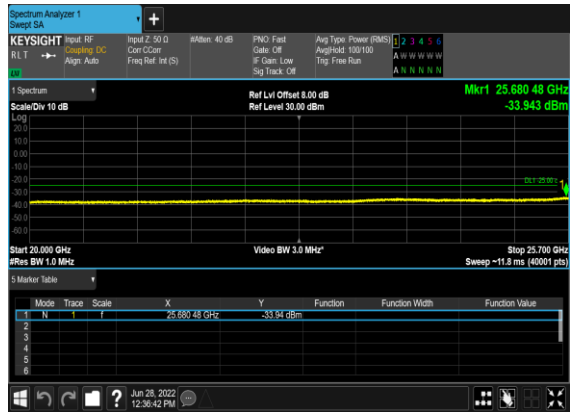 Spectrum Analyzer 1
Swept SA
+
KEYSIGHT Input: RF Input Z: 50 Ω #Atten: 40 dB PNO: Fast Avg Type: Power (RMS) 1 2 3 4 5 6
RLT Coupling: DC Corr CCorr Gate: Off Avg|Hold: 100/100 A W W W W W
Align: Auto Freq Ref: Int (S) IF Gain: Low Trig: Free Run
Sig Track: Off A N N N N N
1 Spectrum Ref Lvl Offset 8.00 dB Mkr1 25.680 48 GHz
Scale/Div 10 dB Ref Level 30.00 dBm -33.943 dBm
Log
20.0
10.0
0.00
-10.0
-20.0
DL1 -25.00
1
-30.0
-40.0
-50.0
-60.0
Start 20.000 GHz Video BW 3.0 MHz* Stop 25.700 GHz
#Res BW 1.0 MHz Sweep ~11.8 ms (40001 pts)
5 Marker Table
Mode Trace Scale X Y Function Function Width Function Value
1 N 1 f 25.680 48 GHz -33.94 dBm
2
3
4
5
6
? Jun 28, 2022
12:36:42 PM